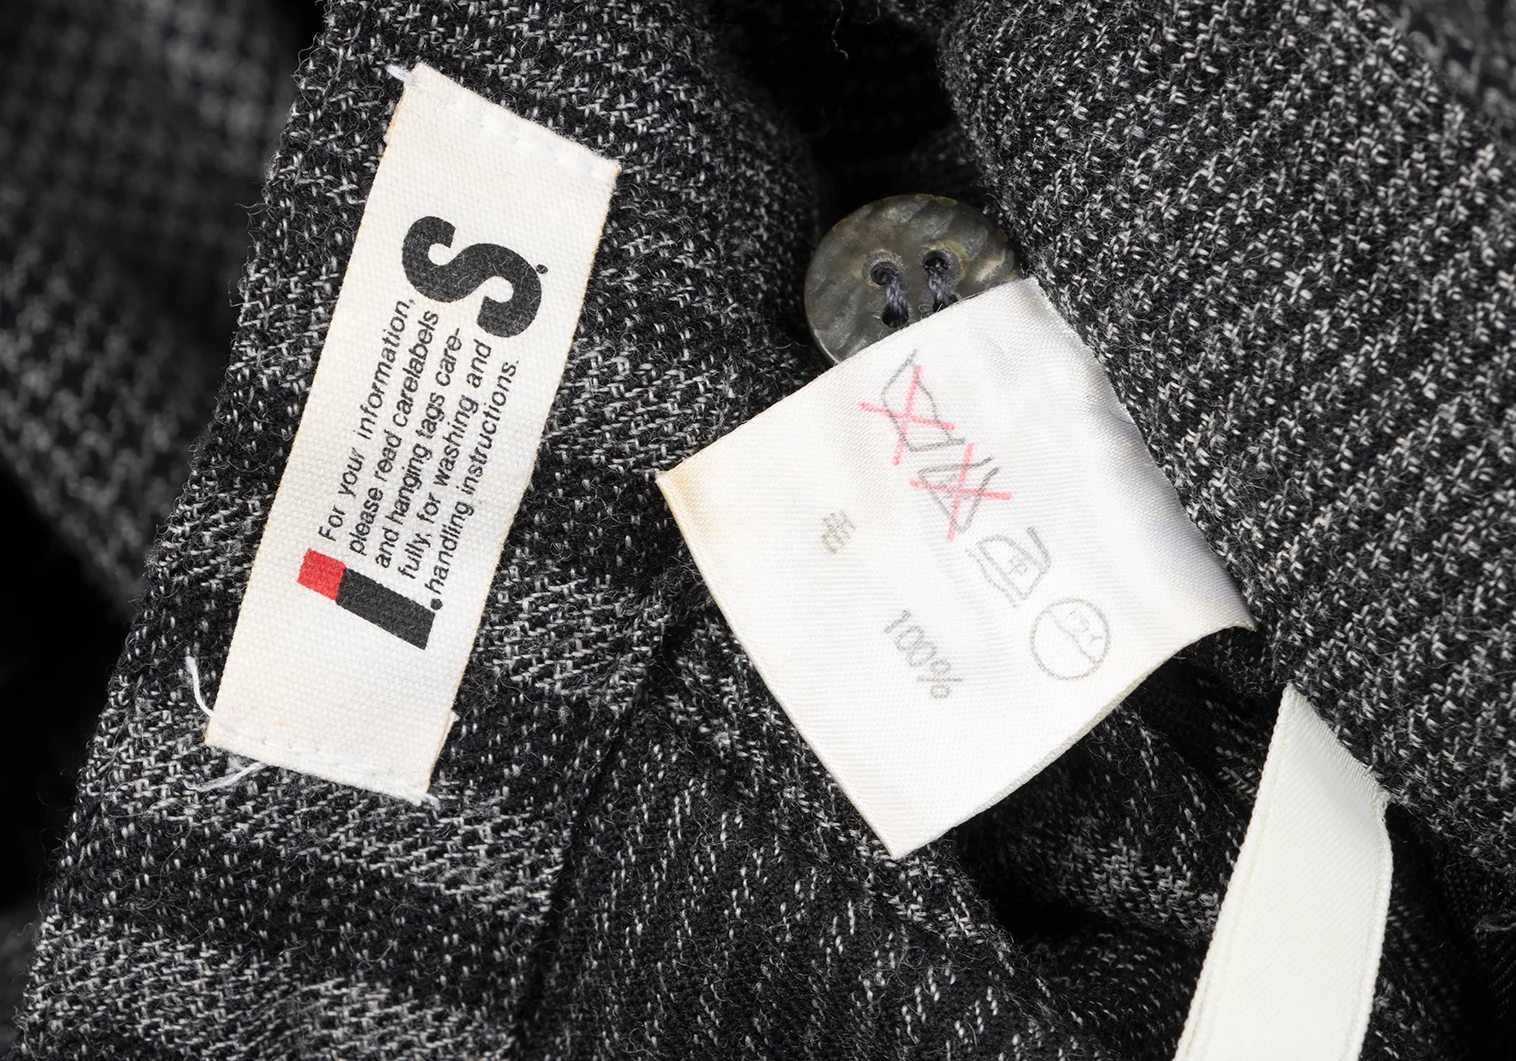 I.S.
For your information,
please read carelabels
and hanging tags care-
fully, for washing and
handling instructions.
100%